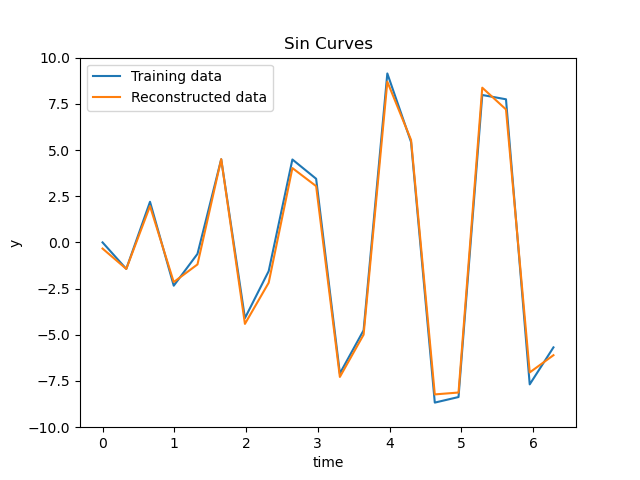 Sin Curves
Training data
Reconstructed data
10.0
7.5
5.0
2.5
0.0
−2.5
−5.0
−7.5
−10.0
y
0 1 2 3 4 5 6
time